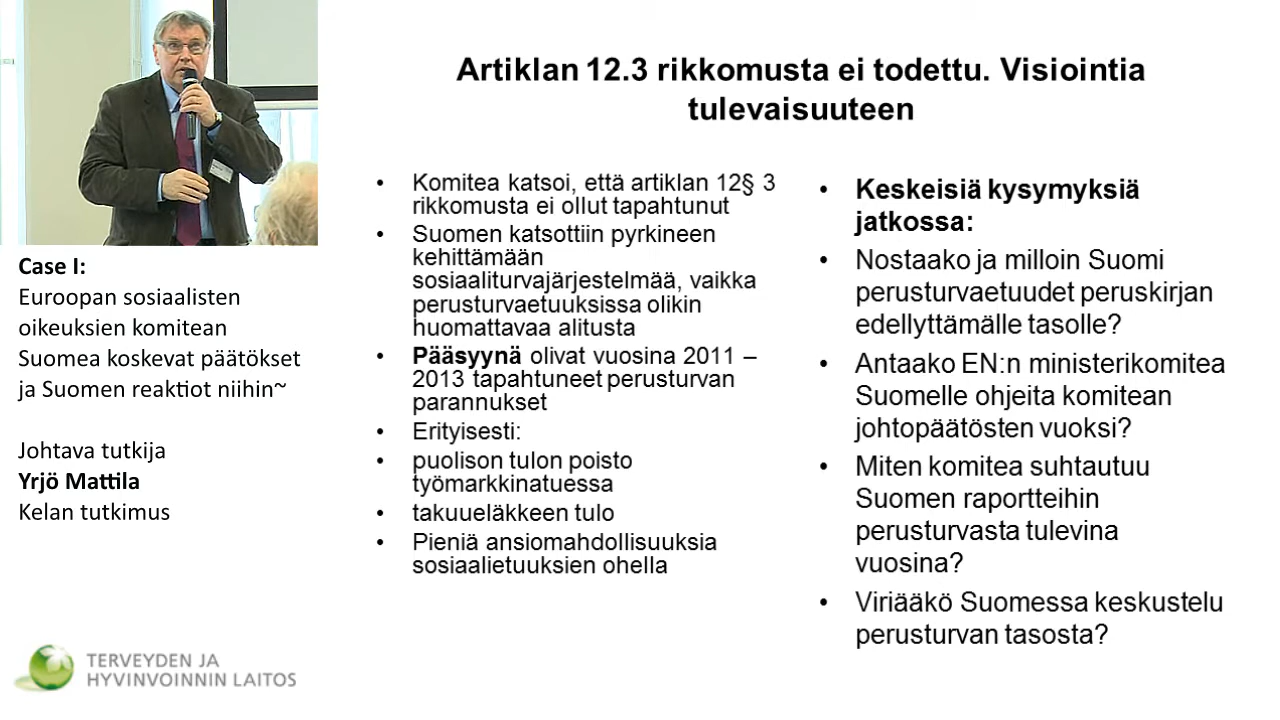 Artiklan 12.3 rikkomusta ei todettu. Visiointia
tulevaisuuteen
Case I:
Euroopan sosiaalisten
oikeuksien komitean
Suomea koskevat päätökset
ja Suomen reaktiot niihin~
Johtava tutkija
Yrjö Mattila
Kelan tutkimus
TERVEYDEN JA
HYVINVOINNIN LAITOS
• Komitea katsoi, että artiklan 12§ 3
rikkomusta ei ollut tapahtunut
• Suomen katsottiin pyrkineen
kehittämään
sosiaaliturvajärjestelmää, vaikka
perusturvaetuuksissa olikin
huomattavaa alitusta
• Pääsyynä olivat vuosina 2011 –
2013 tapahtuneet perusturvan
parannukset
• Erityisesti:
• puolison tulon poisto
työmarkkinatuessa
• takuueläkkeen tulo
• Pieniä ansiomahdollisuuksia
sosiaalietuuksien ohella
• Keskeisiä kysymyksiä
jatkossa:
• Nostaako ja milloin Suomi
perusturvaetuudet peruskirjan
edellyttämälle tasolle?
• Antaako EN:n ministerikomitea
Suomelle ohjeita komitean
johtopäätösten vuoksi?
• Miten komitea suhtautuu
Suomen raportteihin
perusturvasta tulevina
vuosina?
• Viriääkö Suomessa keskustelu
perusturvan tasosta?